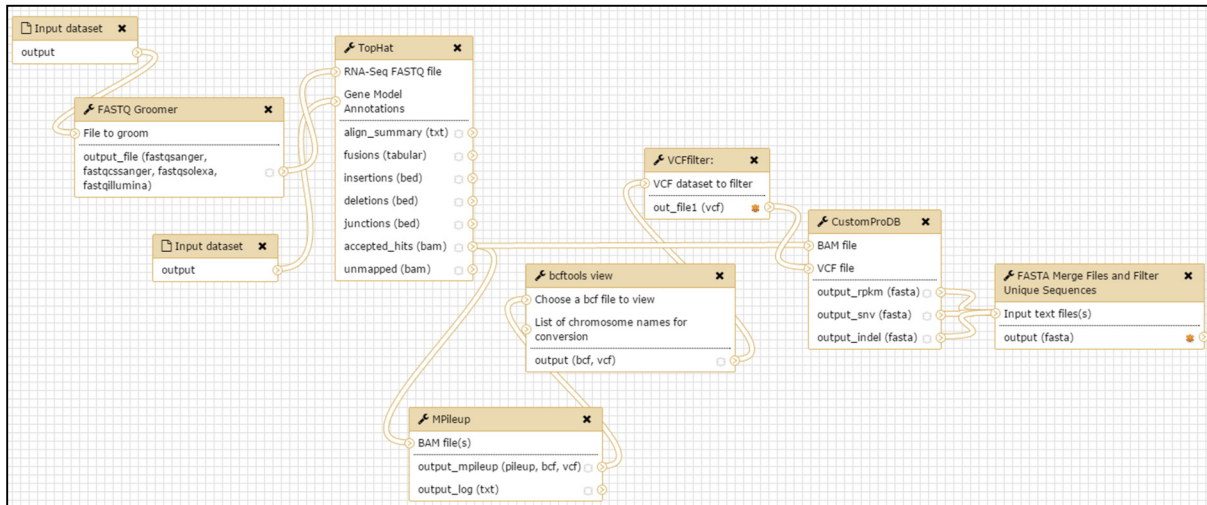 Input dataset
output
FASTQ Groomer
File to groom
output_file (fastqsanger,
fastqcssanger, fastqsolexa,
fastqillumina)
Input dataset
output
TopHat
RNA-Seq FASTQ file
Gene Model
Annotations
align_summary (txt)
fusions (tabular)
insertions (bed)
deletions (bed)
junctions (bed)
accepted_hits (bam)
unmapped (bam)
MPileup
BAM file(s)
output_mpileup (pileup, bcf, vcf)
output_log (txt)
bcftools view
Choose a bcf file to view
List of chromosome names for
conversion
output (bcf, vcf)
VCFfilter:
VCF dataset to filter
out_file1 (vcf)
CustomProDB
BAM file
VCF file
output_rpkm (fasta)
output_snv (fasta)
output_indel (fasta)
FASTA Merge Files and Filter
Unique Sequences
Input text files(s)
output (fasta)